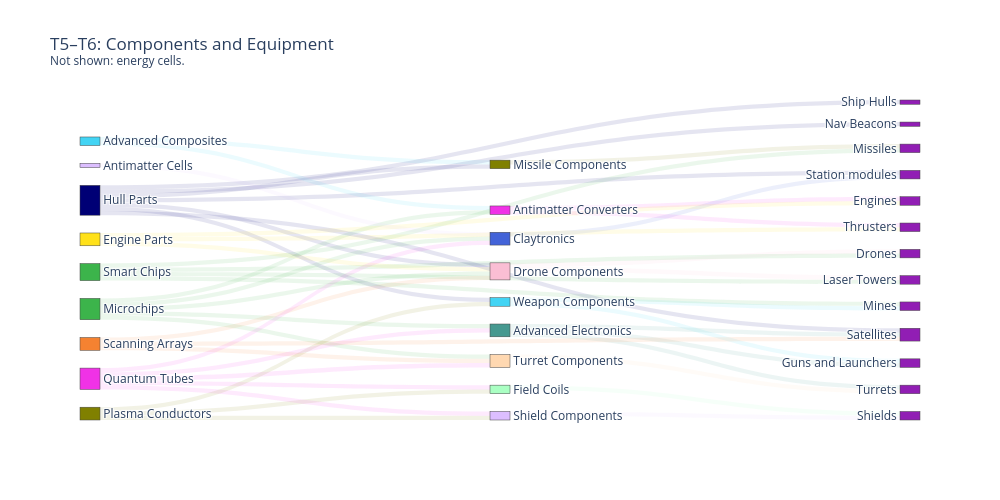 T5–T6: Components and Equipment
Not shown: energy cells.
Advanced Composites
Antimatter Cells
Hull Parts
Engine Parts
Smart Chips
Microchips
Scanning Arrays
Quantum Tubes
Plasma Conductors
Missile Components
Antimatter Converters
Claytronics
Drone Components
Weapon Components
Advanced Electronics
Turret Components
Field Coils
Shield Components
Ship Hulls
Nav Beacons
Missiles
Station modules
Engines
Thrusters
Drones
Laser Towers
Mines
Satellites
Guns and Launchers
Turrets
Shields